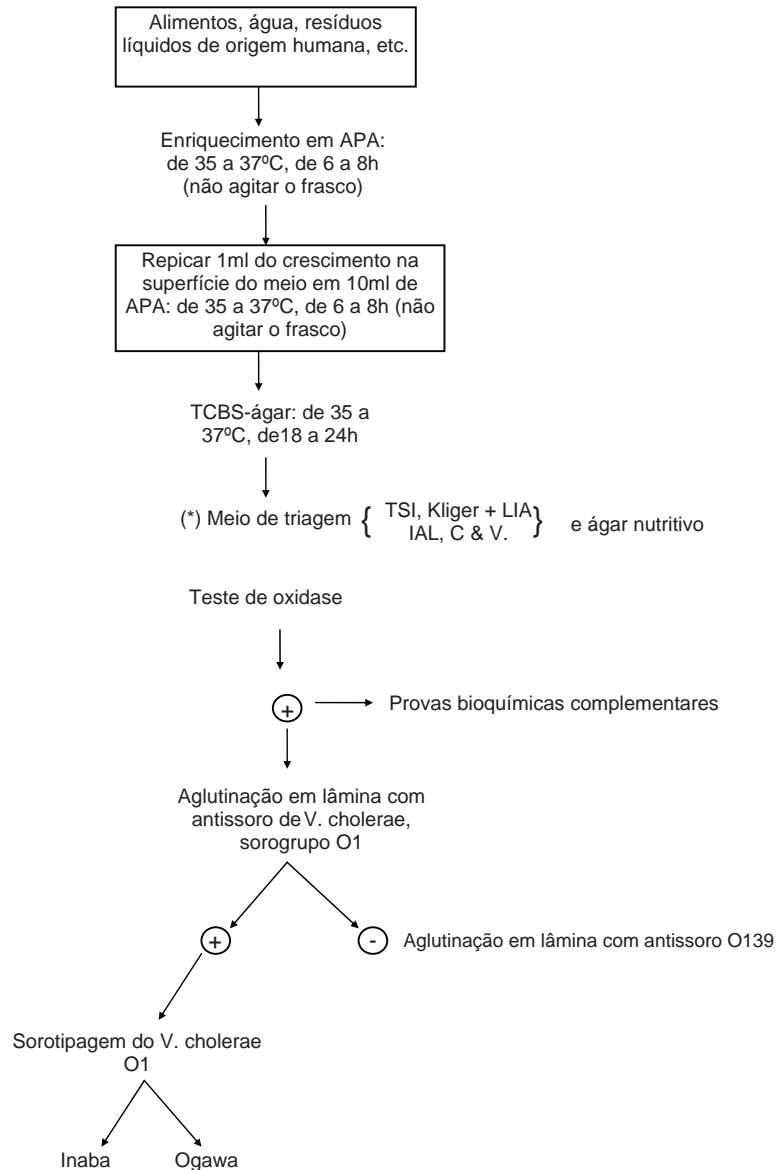 Alimentos, água, resíduos
líquidos de origem humana, etc.
Enriquecimento em APA:
de 35 a 37ºC, de 6 a 8h
(não agitar o frasco)
Repicar 1ml do crescimento na
superfície do meio em 10ml de
APA: de 35 a 37ºC, de 6 a 8h (não
agitar o frasco)
TCBS-ágar: de 35 a
37ºC, de18 a 24h
(*) Meio de triagem { TSI, Kliger + LIA } e ágar nutritivo
IAL, C & V.
Teste de oxidase
+ Provas bioquímicas complementares
Aglutinação em lâmina com
antissoro de V. cholerae,
sorogrupo O1
+ - Aglutinação em lâmina com antissoro O139
Sorotipagem do V. cholerae
O1
Inaba Ogawa